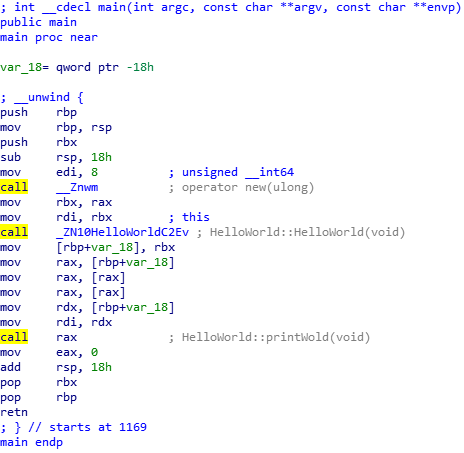 ; int __cdecl main(int argc, const char **argv, const char **envp)
public main
main proc near
var_18= qword ptr -18h
; __unwind {
push rbp
mov rbp, rsp
push rbx
sub rsp, 18h
mov edi, 8 ; unsigned __int64
call __Znwm ; operator new(ulong)
mov rbx, rax
mov rdi, rbx ; this
call _ZN10HelloWorldC2Ev ; HelloWorld::HelloWorld(void)
mov [rbp+var_18], rbx
mov rax, [rbp+var_18]
mov rax, [rax]
mov rax, [rax]
mov rdx, [rbp+var_18]
mov rdi, rdx
call rax ; HelloWorld::printWold(void)
mov eax, 0
add rsp, 18h
pop rbx
pop rbp
retn
; } // starts at 1169
main endp